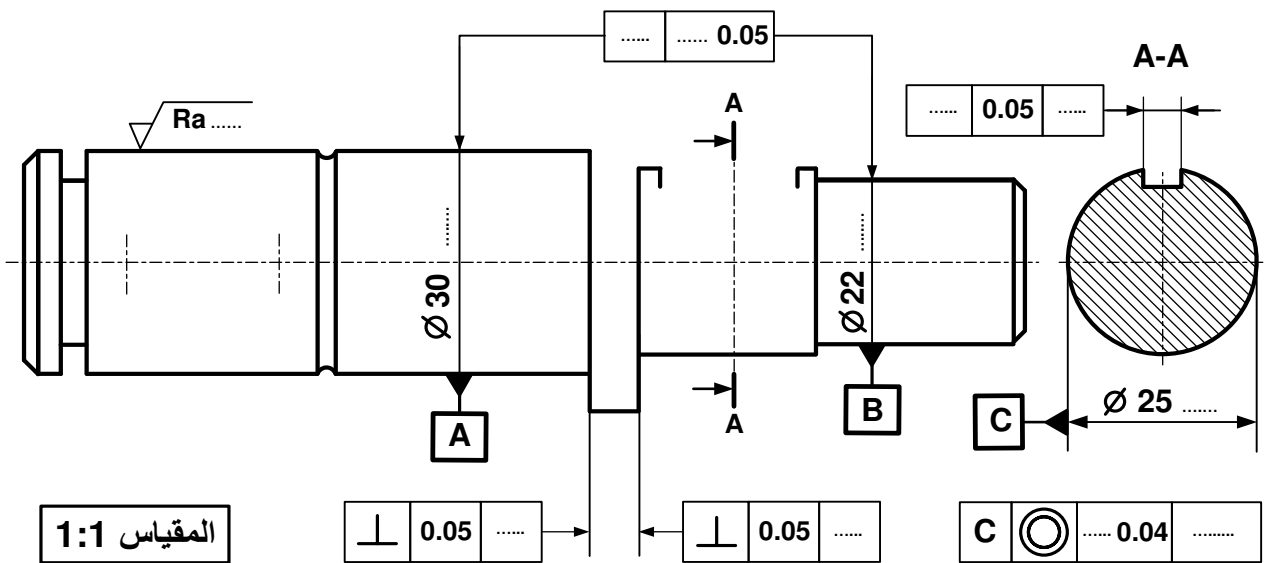 ...... ...... 0.05
A-A
A
...... 0.05 ......
Ra ......
Ø 30 ........
Ø 22 ........
A
B
A
C
Ø 25 .......
المقياس 1:1
⊥ 0.05 ......
⊥ 0.05 ......
C ◎ ...... 0.04 ........